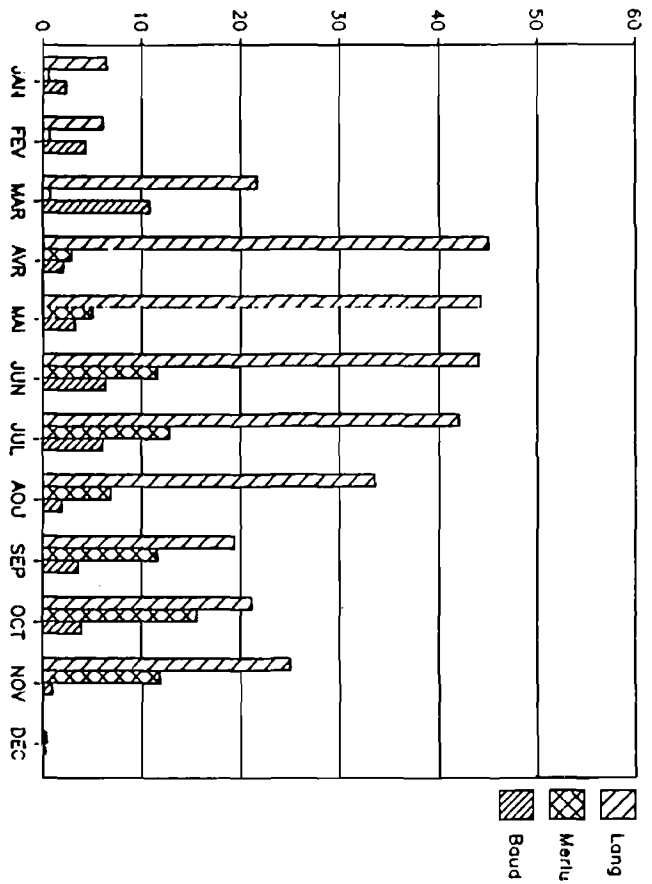 60
50
40
30
20
10
0
JAN
FEV
MAR
AVR
MAI
JUN
JUL
AOU
SEP
OCT
NOV
DEC
Lang
Merlu
Baud